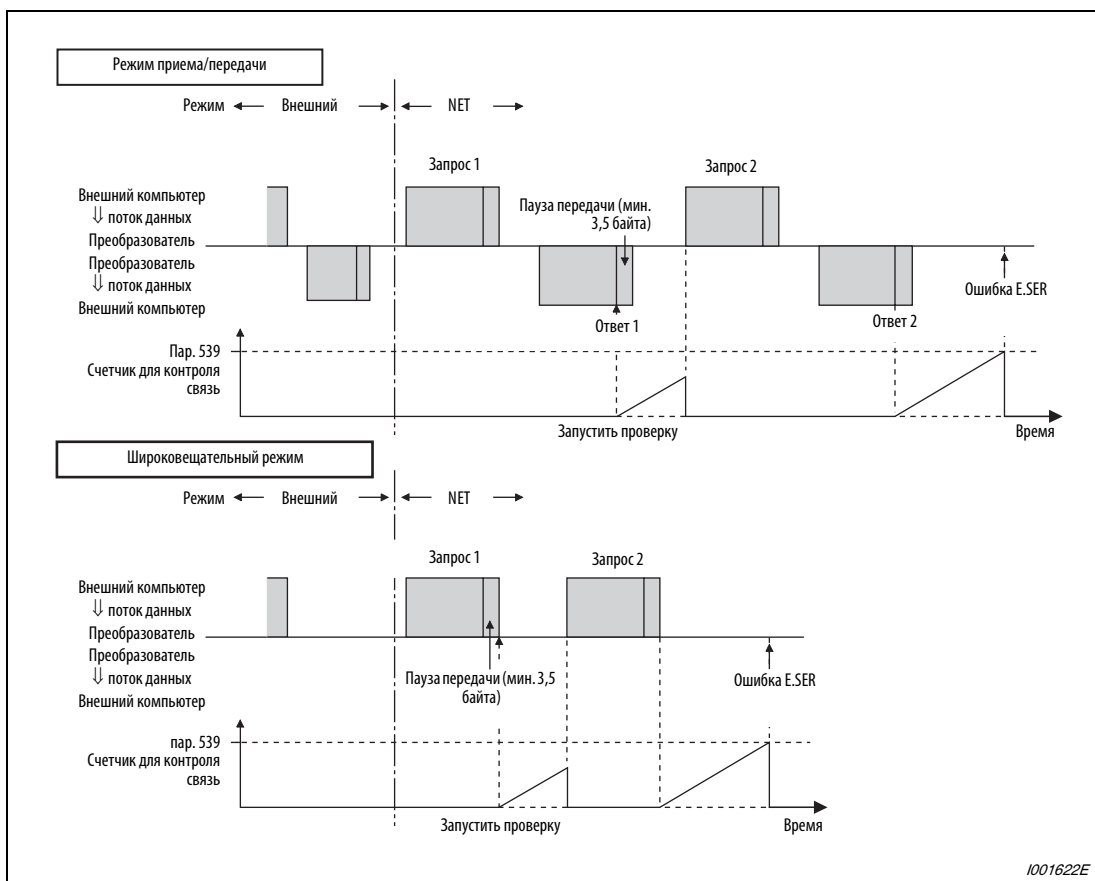 Режим приема/передачи
Режим Внешний NET
Запрос 1
Запрос 2
Внешний компьютер
⇓ поток данных
Преобразователь
Преобразователь
⇓ поток данных
Внешний компьютер
Пауза передачи (мин.
3,5 байта)
Ошибка E.SER
Ответ 1
Ответ 2
Пар. 539
Счетчик для контроля
связь
Запустить проверку
Время
Широковещательный режим
Режим Внешний NET
Запрос 1
Запрос 2
Внешний компьютер
⇓ поток данных
Преобразователь
Преобразователь
⇓ поток данных
Внешний компьютер
Пауза передачи (мин. 3,5
байта)
Ошибка E.SER
пар. 539
Счетчик для контроля
связь
Запустить проверку
Время
I001622E